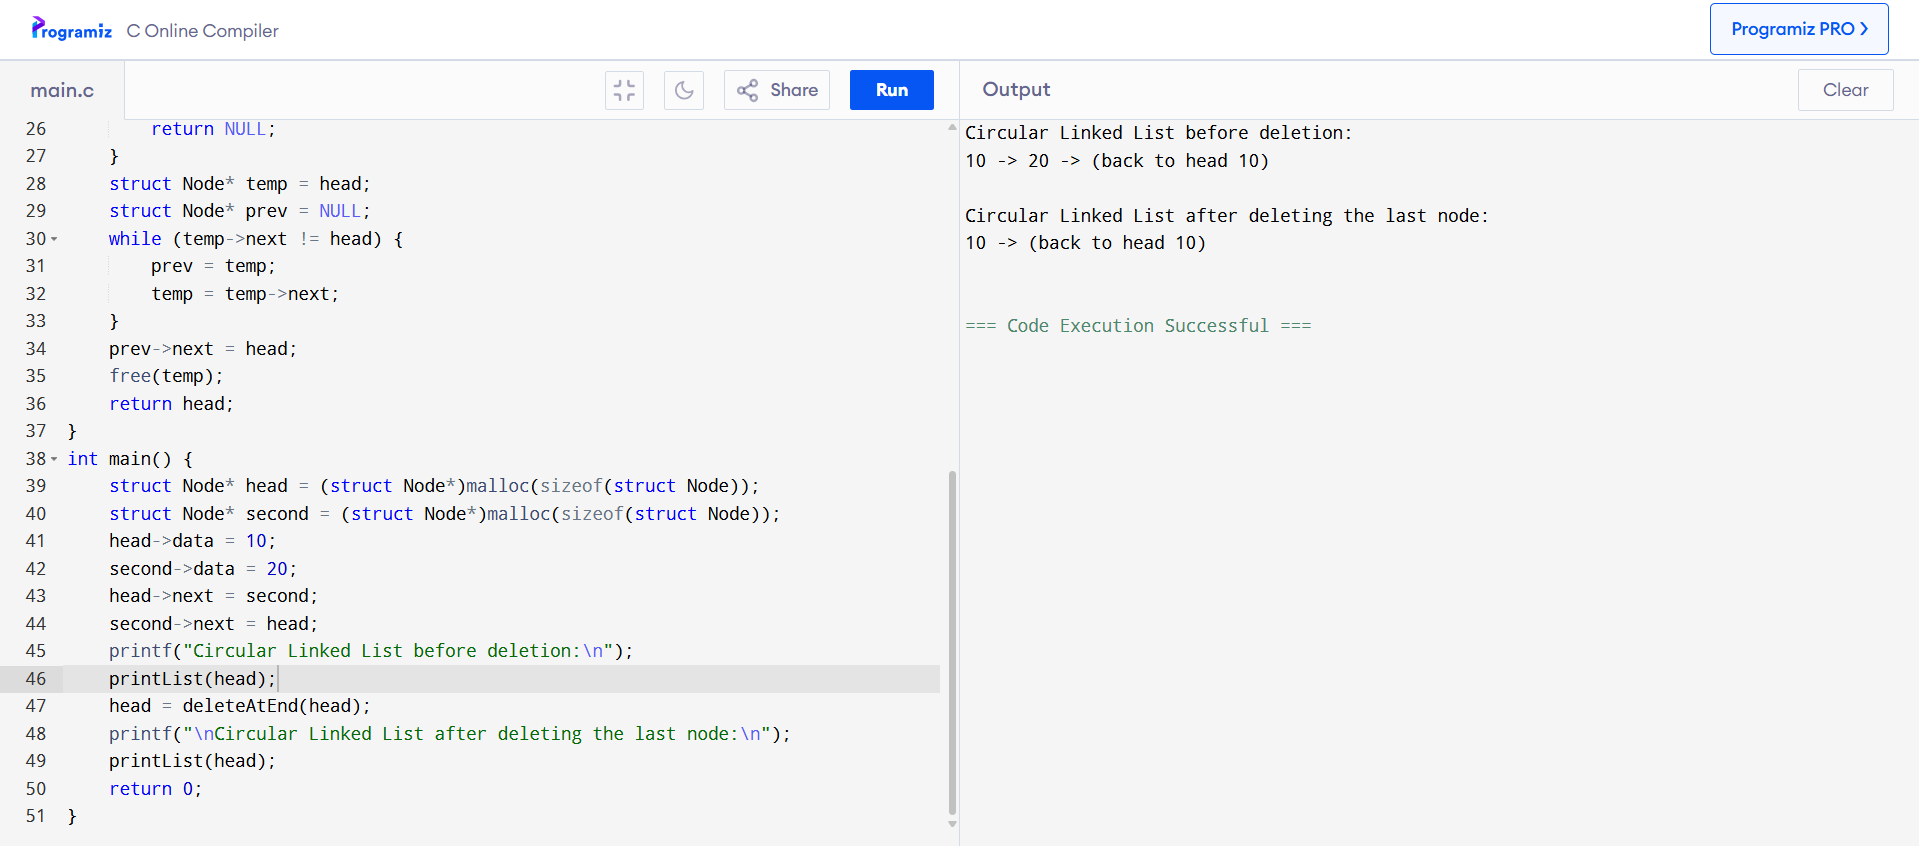 Programiz C Online Compiler
Programiz PRO
main.c
Share
Run
Output
Clear
26 return NULL;
27 }
28 struct Node* temp = head;
29 struct Node* prev = NULL;
30 while (temp->next != head) {
31 prev = temp;
32 temp = temp->next;
33 }
34 prev->next = head;
35 free(temp);
36 return head;
37 }
38 int main() {
39 struct Node* head = (struct Node*)malloc(sizeof(struct Node));
40 struct Node* second = (struct Node*)malloc(sizeof(struct Node));
41 head->data = 10;
42 second->data = 20;
43 head->next = second;
44 second->next = head;
45 printf("Circular Linked List before deletion:\n");
46 printList(head);
47 head = deleteAtEnd(head);
48 printf("\nCircular Linked List after deleting the last node:\n");
49 printList(head);
50 return 0;
51 }
Circular Linked List before deletion:
10 -> 20 -> (back to head 10)
Circular Linked List after deleting the last node:
10 -> (back to head 10)
=== Code Execution Successful ===